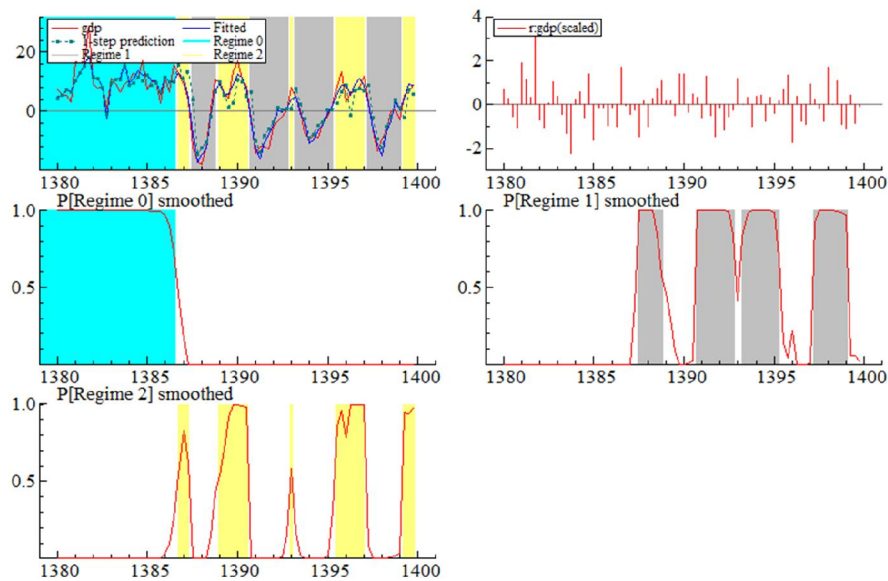 gdp Fitted
1-step prediction Regime 0
Regime 1 Regime 2
20
0
1380 1385 1390 1395 1400
r:gdp(scaled)
4
2
0
-2
1380 1385 1390 1395 1400
P[Regime 0] smoothed
1.0
0.5
1380 1385 1390 1395 1400
P[Regime 1] smoothed
1.0
0.5
1380 1385 1390 1395 1400
P[Regime 2] smoothed
1.0
0.5
1380 1385 1390 1395 1400